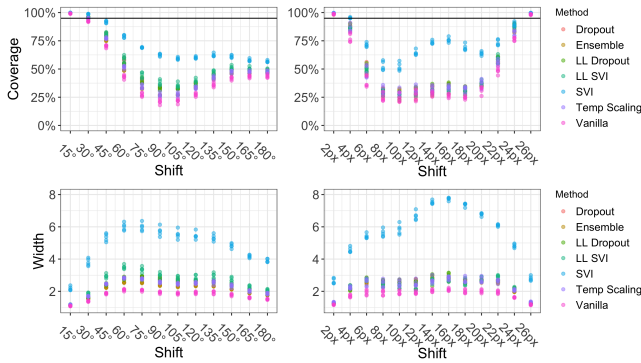 100%
75%
50%
25%
0%
Coverage
15°
30°
45°
60°
75°
90°
105°
120°
135°
150°
165°
180°
Shift
100%
75%
50%
25%
0%
2px
4px
6px
8px
10px
12px
14px
16px
18px
20px
22px
24px
26px
Shift
Method
Dropout
Ensemble
LL Dropout
LL SVI
SVI
Temp Scaling
Vanilla
8
6
4
2
Width
15°
30°
45°
60°
75°
90°
105°
120°
135°
150°
165°
180°
Shift
8
6
4
2
2px
4px
6px
8px
10px
12px
14px
16px
18px
20px
22px
24px
26px
Shift
Method
Dropout
Ensemble
LL Dropout
LL SVI
SVI
Temp Scaling
Vanilla